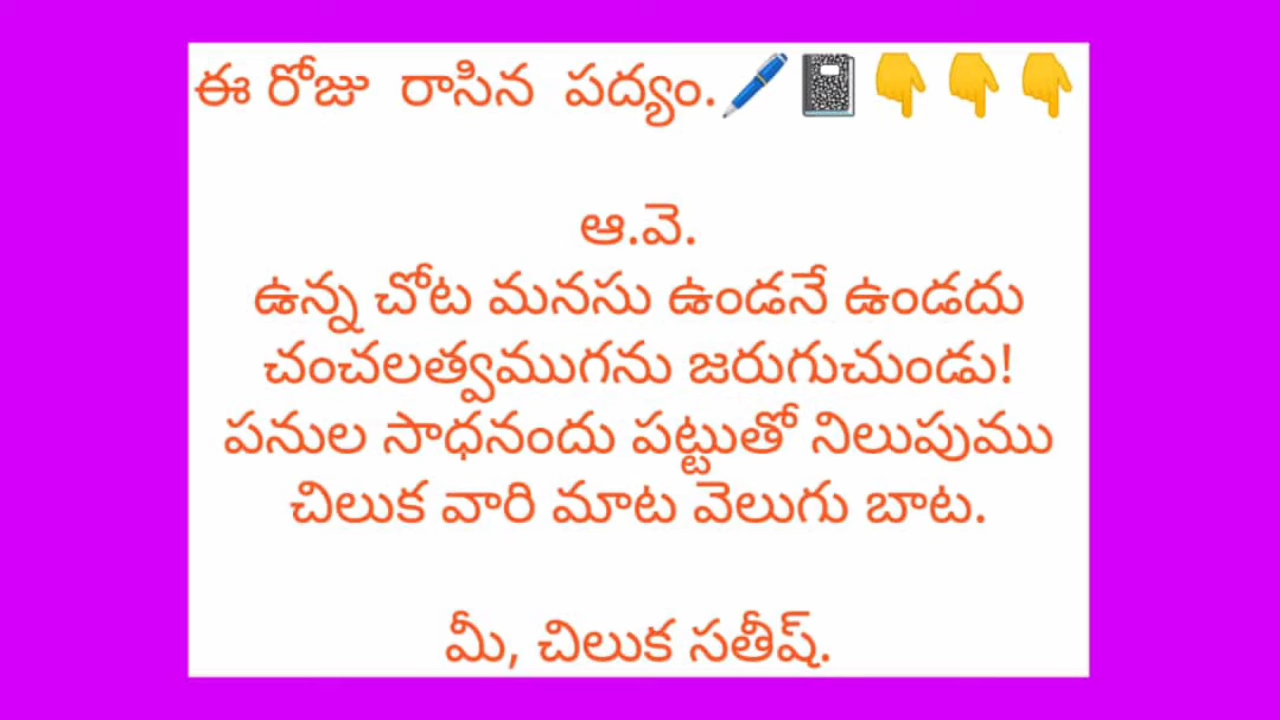 ఈ రోజు రాసిన పద్యం.🖊️📓👇👇👇
ఆ.వె.
ఉన్న చోట మనసు ఉండనే ఉండదు
చంచలత్వముగను జరుగుచుండు!
పనుల సాధనందు పట్టుతో నిలుపుము
చిలుక వారి మాట వెలుగు బాట.
మీ, చిలుక సతీష్.